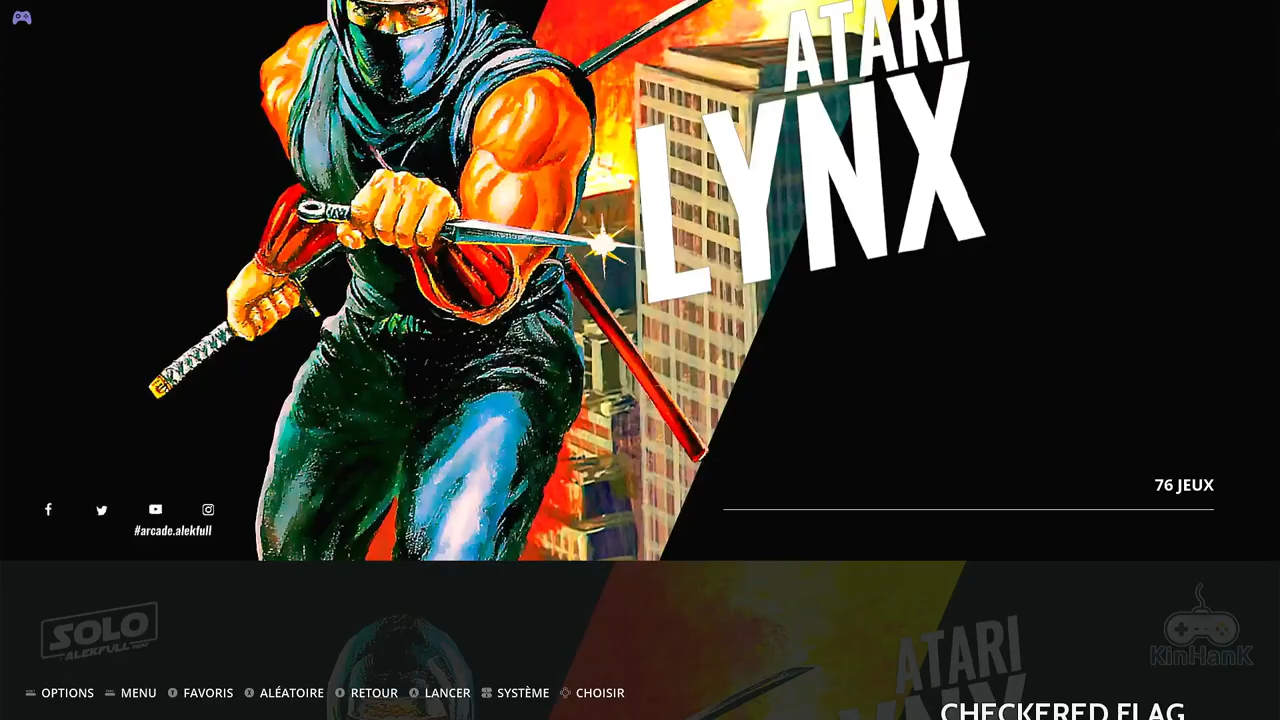 ATARI
LYNX
76 JEUX
#arcade.alekfull
SOLO
ALEKFULL
ATARI
KinHanK
OPTIONS MENU FAVORIS ALÉATOIRE RETOUR LANCER SYSTÈME CHOISIR
CHECKERED FLAG